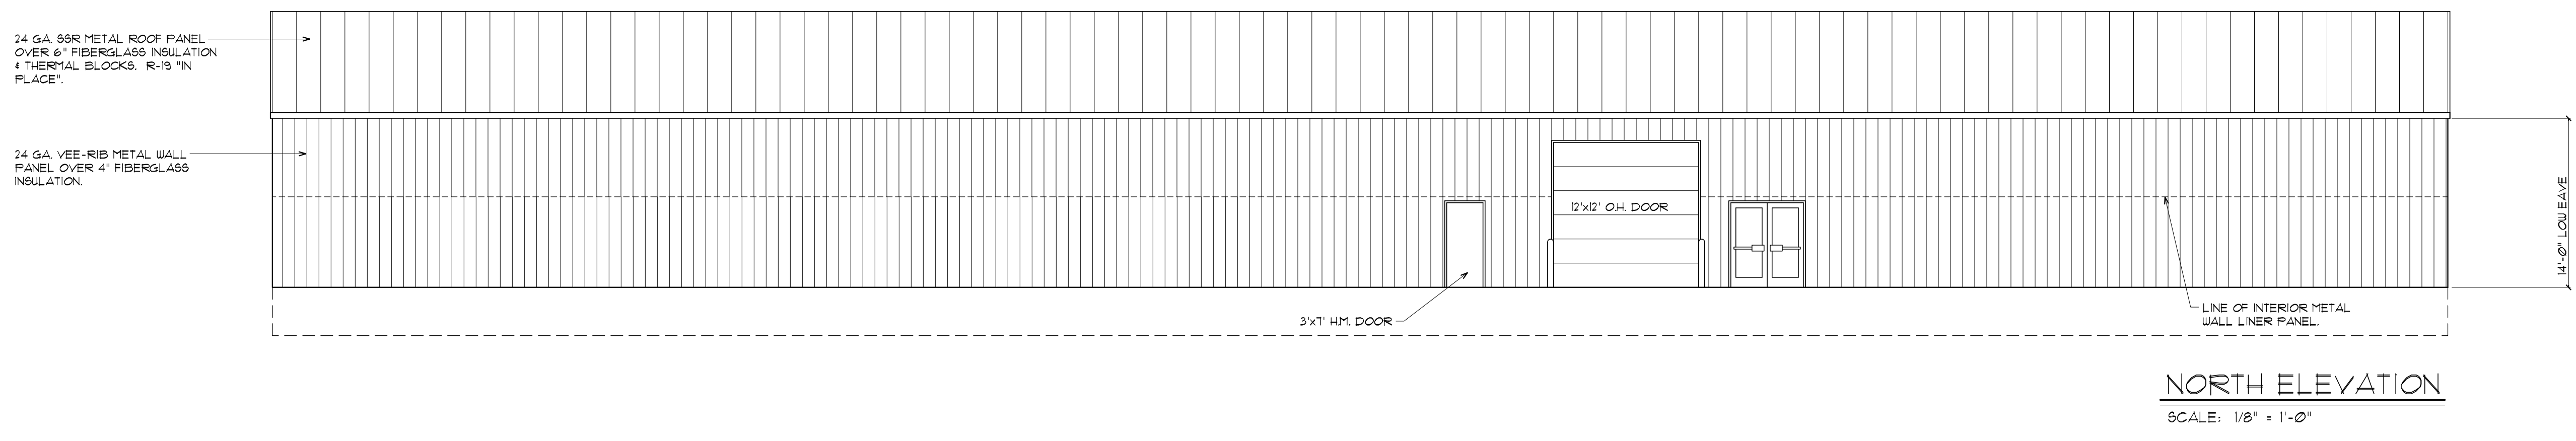 24 GA. SSR METAL ROOF PANEL
OVER 6" FIBERGLASS INSULATION
& THERMAL BLOCKS. R-19 "IN
PLACE".
24 GA. VEE-RIB METAL WALL
PANEL OVER 4" FIBERGLASS
INSULATION.
12'x12' O.H. DOOR
14'-0" LOW EAVE
3'x7' H.M. DOOR
LINE OF INTERIOR METAL
WALL LINER PANEL.
NORTH ELEVATION
SCALE: 1/8" = 1'-0"